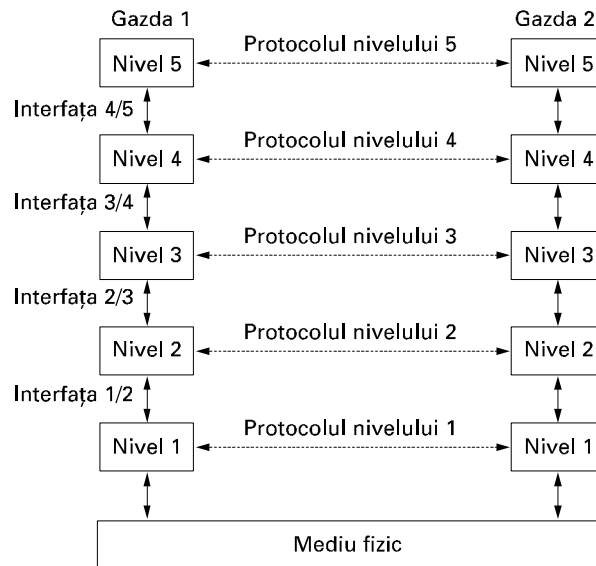 Gazda 1 Gazda 2
Protocolul nivelului 5
Nivel 5 Nivel 5
Interfața 4/5
Protocolul nivelului 4
Nivel 4 Nivel 4
Interfața 3/4
Protocolul nivelului 3
Nivel 3 Nivel 3
Interfața 2/3
Protocolul nivelului 2
Nivel 2 Nivel 2
Interfața 1/2
Protocolul nivelului 1
Nivel 1 Nivel 1
Mediu fizic